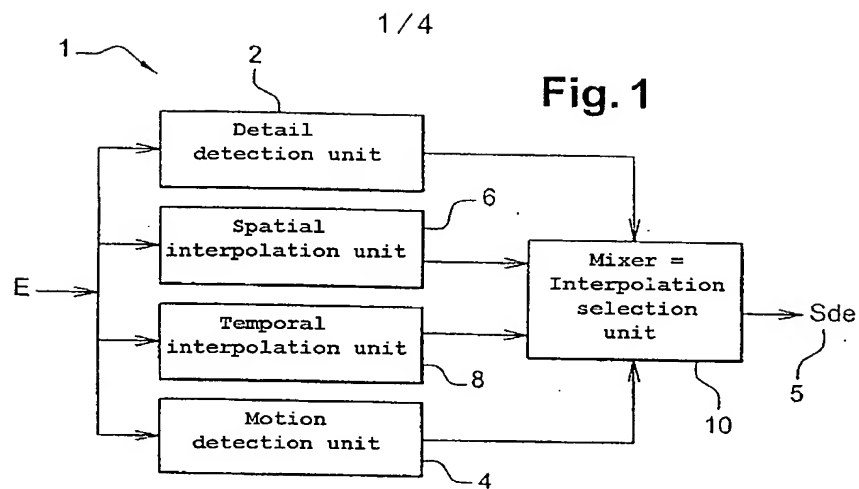 1/4
1
2
Fig. 1
Detail
detection unit
6
Spatial
interpolation unit
Mixer =
Interpolation
selection
unit
E
Sde
5
Temporal
interpolation unit
8
10
Motion
detection unit
4